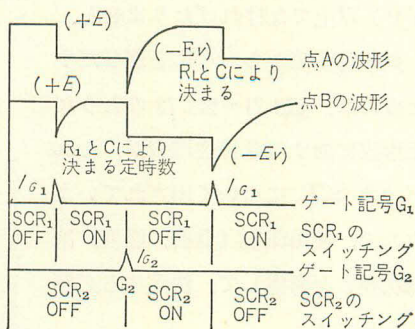 (+E)
(-Ev)
RLとCにより
決まる
点Aの波形
(+E)
点Bの波形
R1とCにより
決まる定時数
(-Ev)
IG1
IG1
ゲート記号G1
SCR1
OFF
SCR1
ON
SCR1
OFF
SCR1
ON
SCR1の
スイッチング
IG2
ゲート記号G2
SCR2
OFF
G2
SCR2
ON
SCR2
OFF
SCR2の
スイッチング